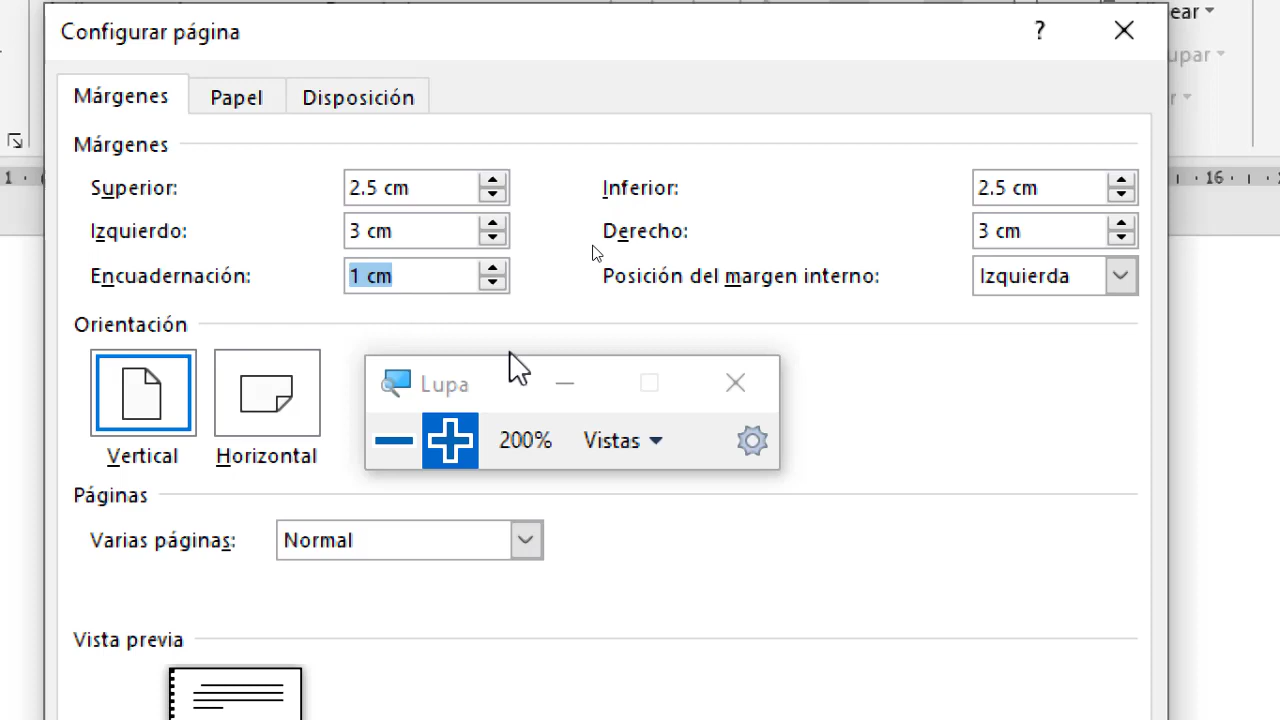 Configurar página
?
Márgenes Papel Disposición
Márgenes
Superior: 2.5 cm Inferior: 2.5 cm
Izquierdo: 3 cm Derecho: 3 cm
Encuadernación: 1 cm Posición del margen interno: Izquierda
Orientación
Lupa
200% Vistas
Vertical Horizontal
Páginas
Varias páginas: Normal
Vista previa
1
16